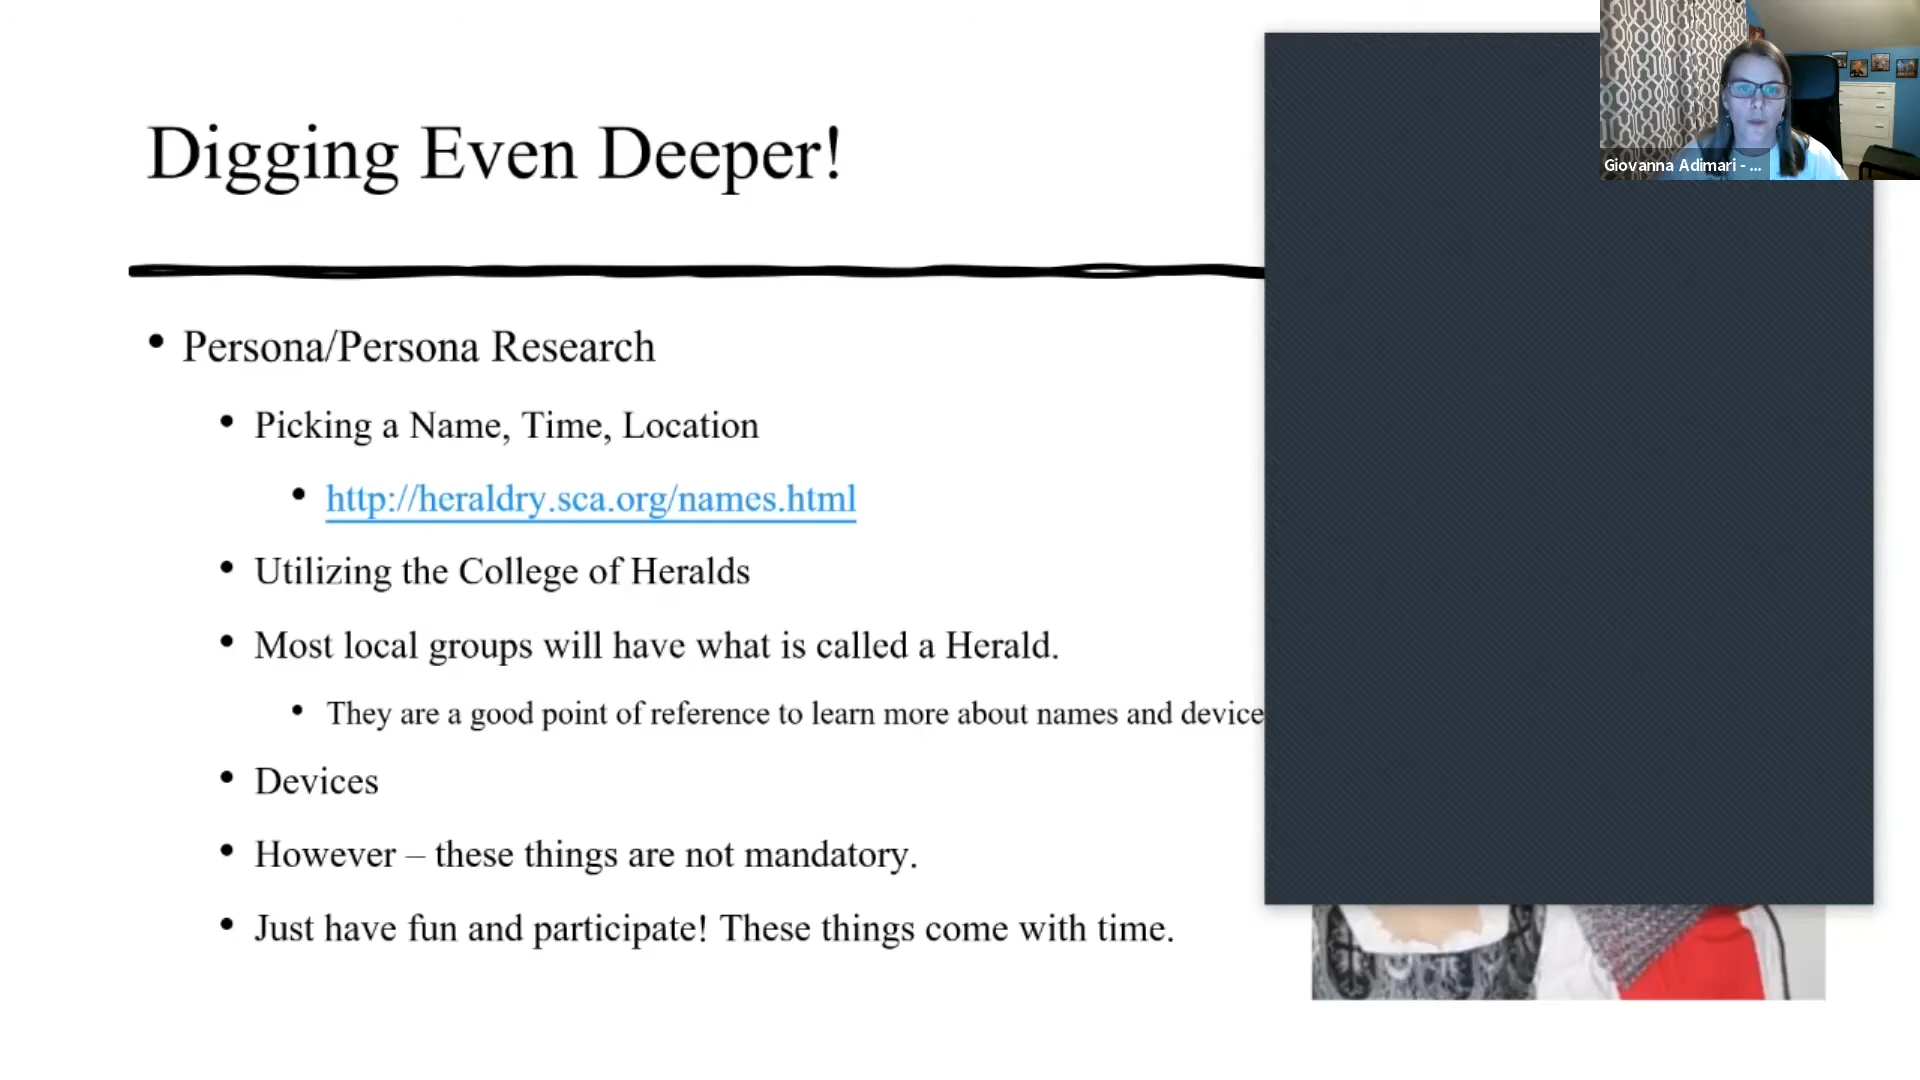 Digging Even Deeper!
Giovanna Adimari - ...
• Persona/Persona Research
• Picking a Name, Time, Location
• http://heraldry.sca.org/names.html
• Utilizing the College of Heralds
• Most local groups will have what is called a Herald.
• They are a good point of reference to learn more about names and device
• Devices
• However – these things are not mandatory.
• Just have fun and participate! These things come with time.